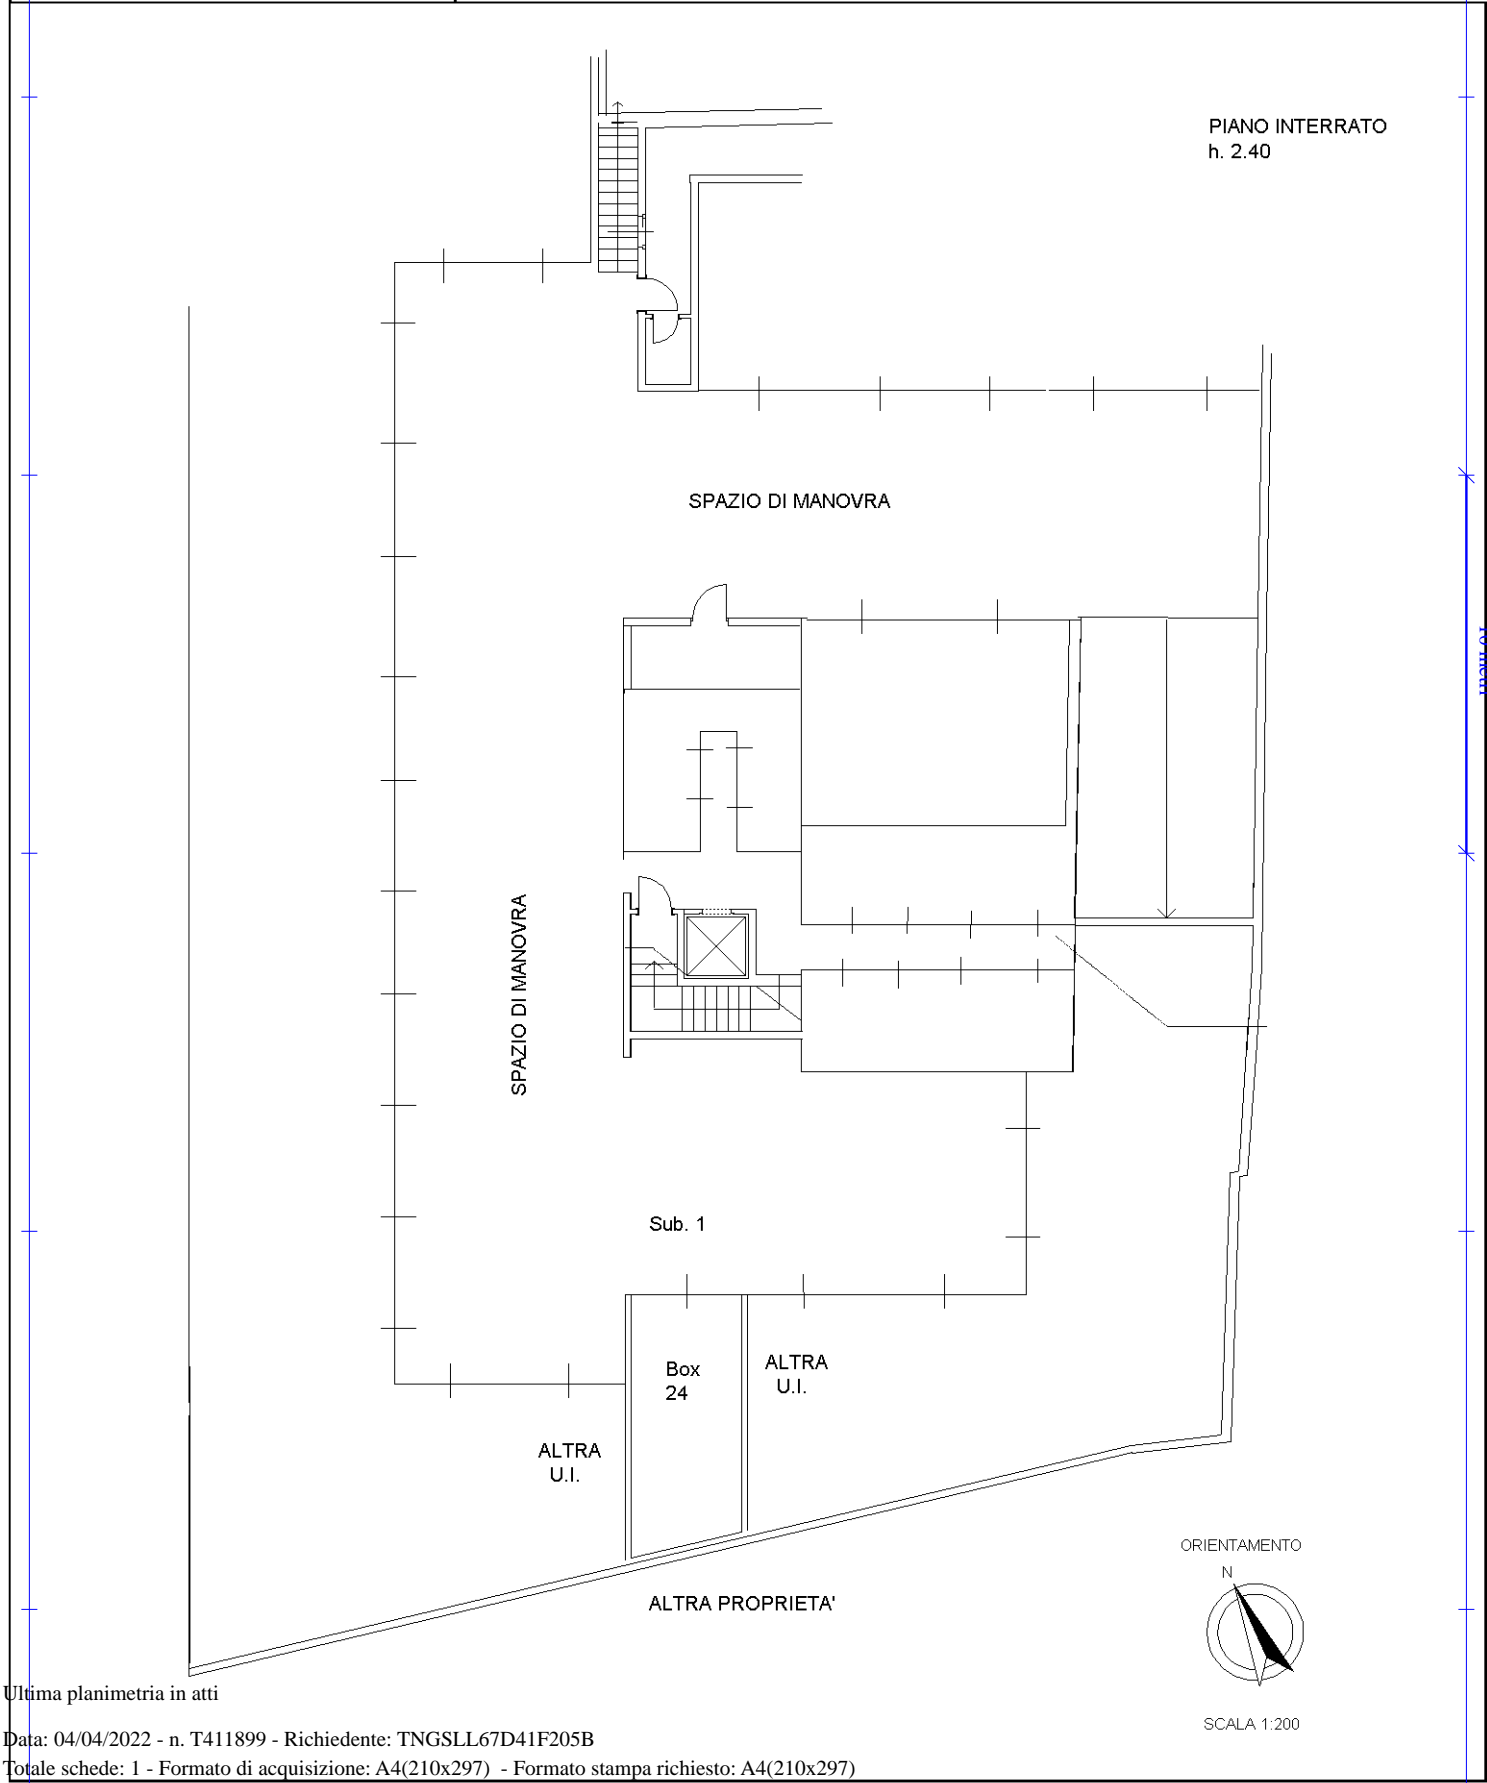 PIANO INTERRATO
h. 2.40
SPAZIO DI MANOVRA
10 metri
SPAZIO DI MANOVRA
Sub. 1
Box
24
ALTRA
U.I.
ALTRA
U.I.
ALTRA PROPRIETA'
ORIENTAMENTO
N
SCALA 1:200
Ultima planimetria in atti
Data: 04/04/2022 - n. T411899 - Richiedente: TNGSLL67D41F205B
Totale schede: 1 - Formato di acquisizione: A4(210x297) - Formato stampa richiesto: A4(210x297)